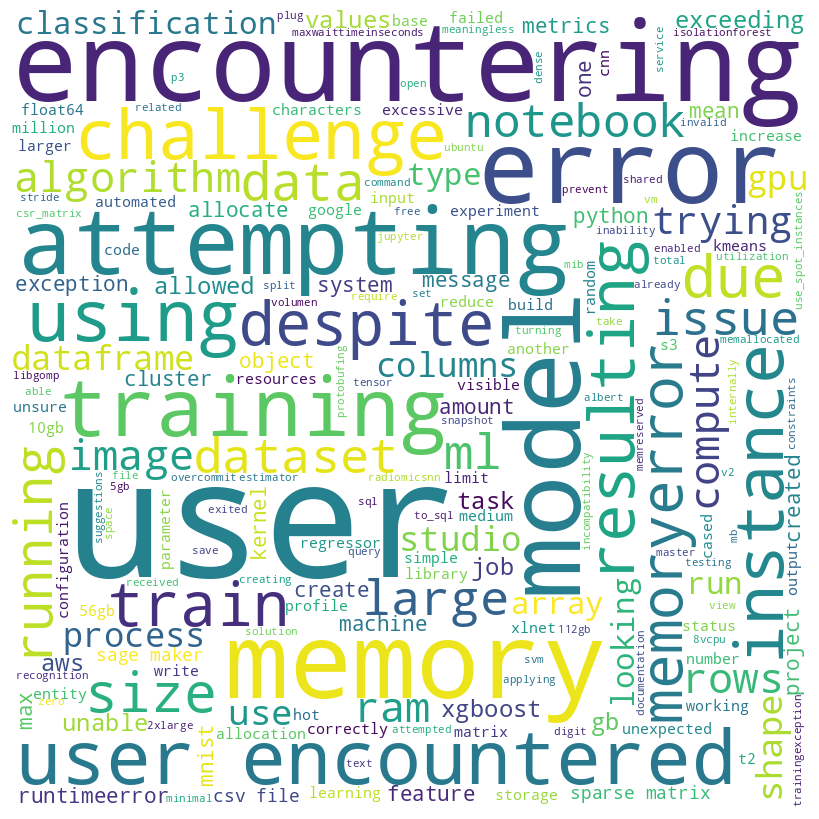 classification plug values base failed metrics exceeding
maxwaittimeinseconds meaningless isolationforest
encountering
p3 open dense one cnn service
float64 related characters excessive notebook mean
million challenge ubuntu error invalid increase
larger
algorithm data type gpu
stride automated command input experiment python shared prevent trying vm
csr_matrix allocate google free inability enabled kmeans total use_spot_instances
code attempting jupyter
exception allowed split system message random mib already utilization
volumen require set reduce build turning due
using despite model resulting take issue memallocated
dataframe object columns another s3
libgomp cluster resources protobufing visible internally
able training tensor amount snapshot albert memoryerror compute instance
unsure
10gb image dataset ml incompatibility memreserved constraints
running suggestions file overcommit estimator radiomicsnn limit task v2
space 5gb exited sql to_sql medium cased created
configuration parameter user kernel save regressor query studio simple master mb output
received creating library job testing
train profile large array looking run view
56gb solution create machine xlnet 112gb status 8vcpu project
process sage maker svm documentation number
aws write memory applying rows
recognition entity working
max zero size hot use ram xgboost gb
unable 2xlarge allocation correctly attempted matrix digit unexpected shape
mnist text t2 trainingexception
user encountered
runtimeerror minimal csv file learning feature storage sparse matrix